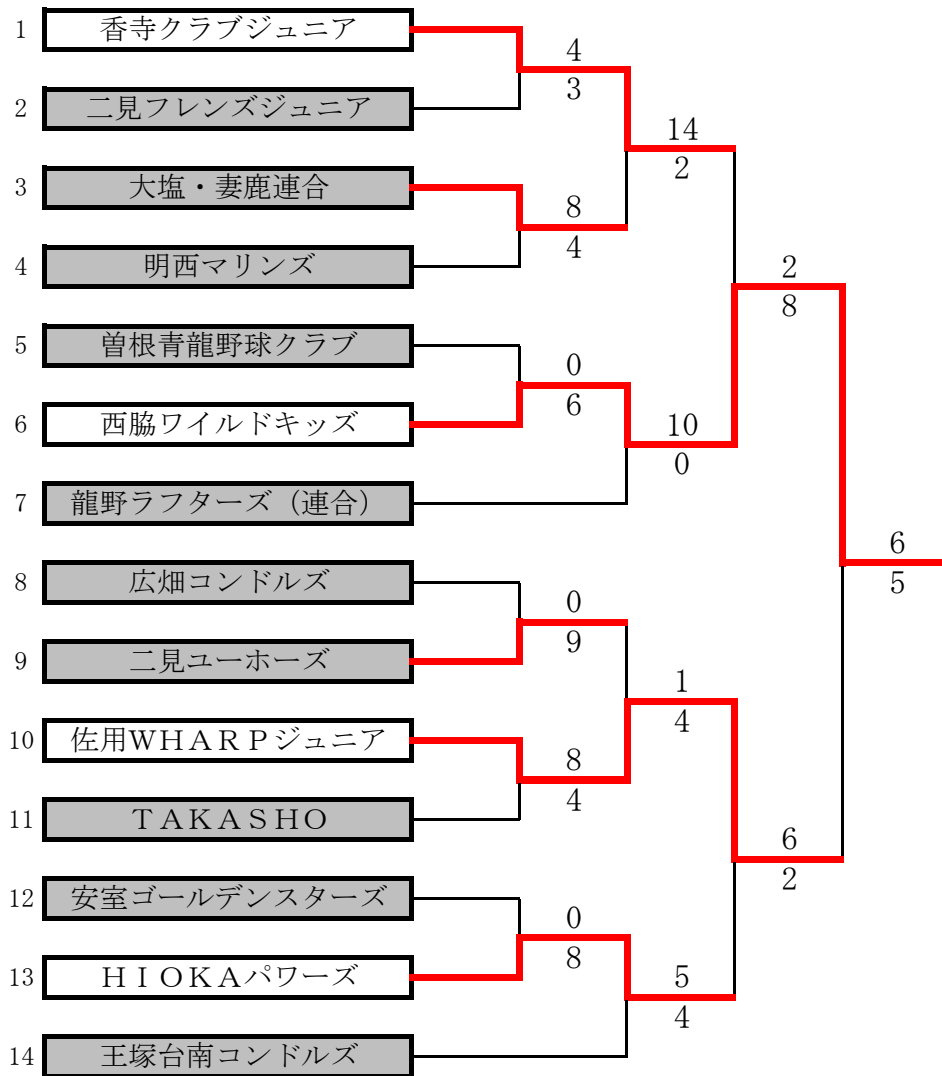 1 香寺クラブジュニア
4
3
2 二見フレンズジュニア
14
2
3 大塩・妻鹿連合
8
4
4 明西マリンズ
2
8
5 曽根青龍野球クラブ
0
6
6 西脇ワイルドキッズ
10
0
7 龍野ラフターズ（連合）
6
5
8 広畑コンドルズ
0
9
9 二見ユーホーズ
1
4
10 佐用ＷＨＡＲＰジュニア
8
4
11 ＴＡＫＡＳＨＯ
6
2
12 安室ゴールデンスターズ
0
8
13 ＨＩＯＫＡパワーズ
5
4
14 王塚台南コンドルズ